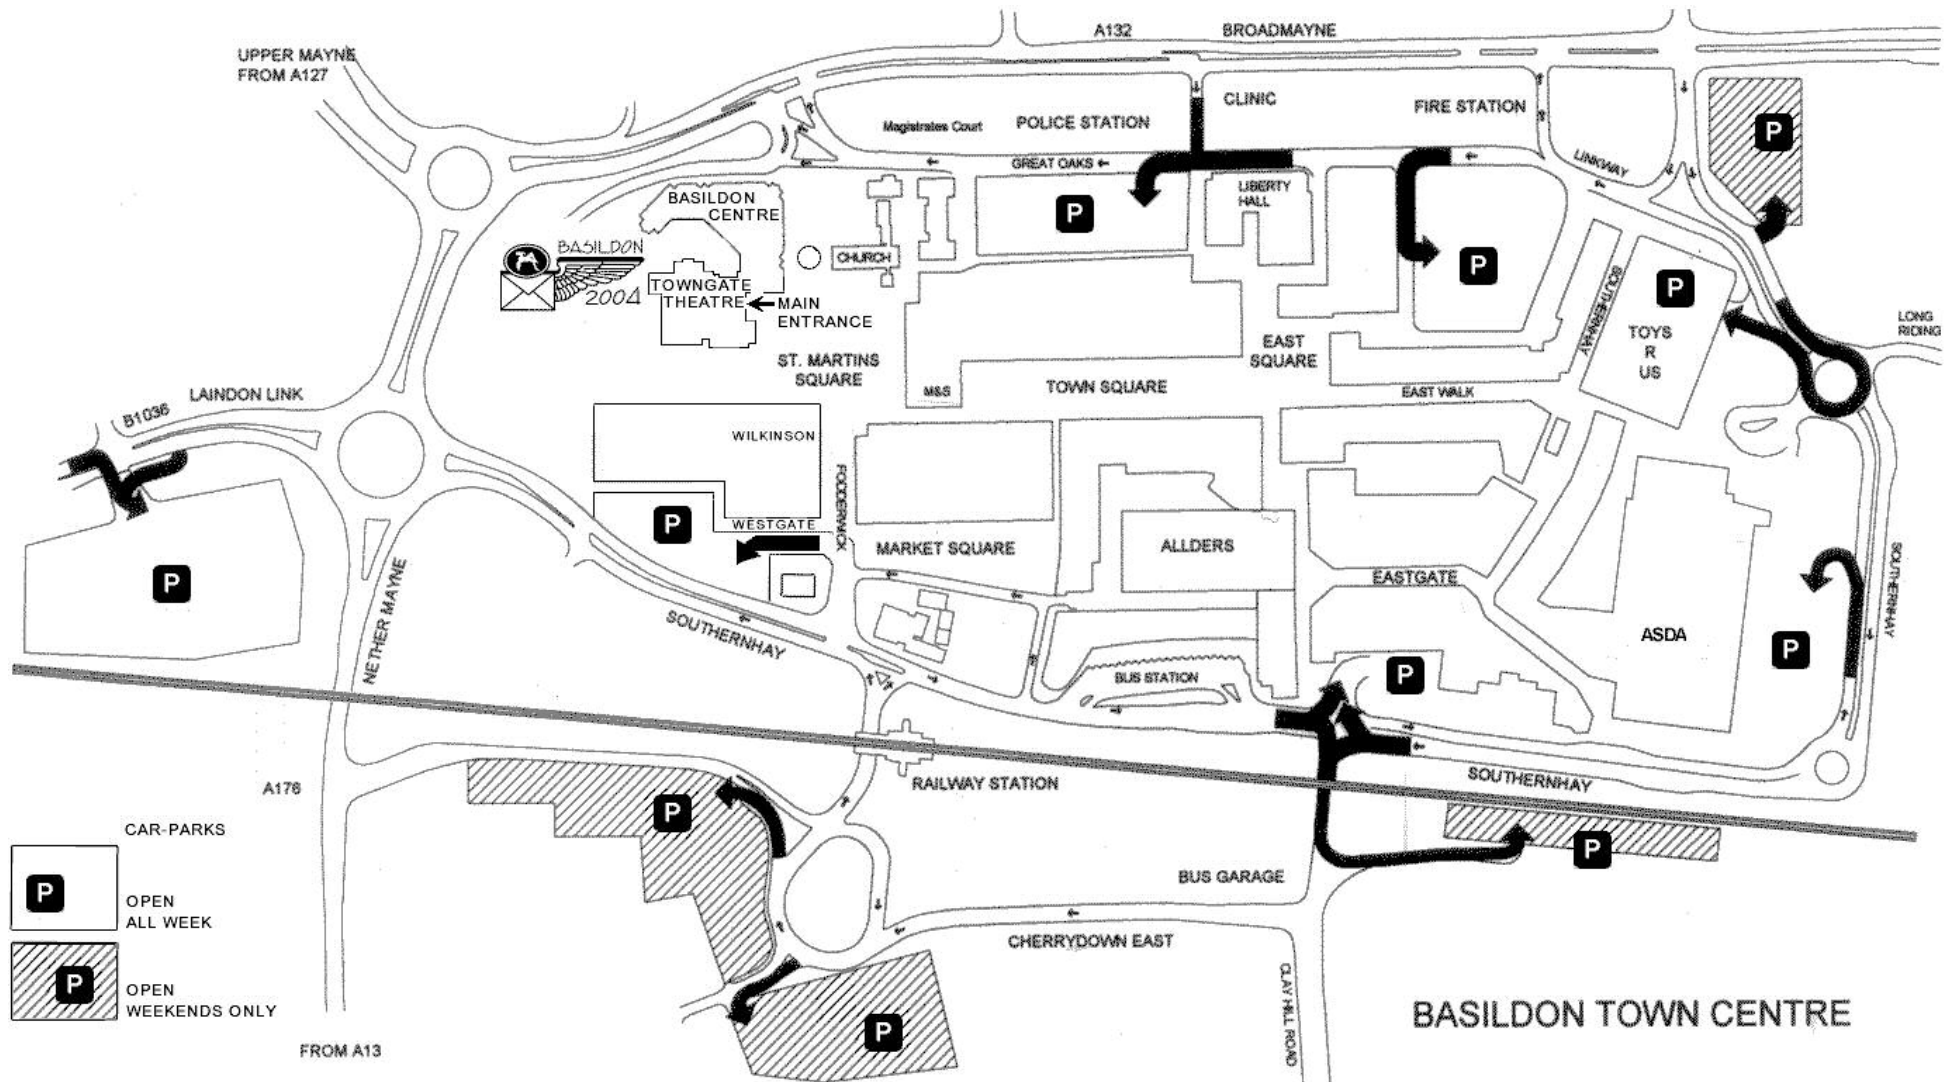 A132
BROADMAYNE
UPPER MAYNE
FROM A127
CLINIC
FIRE STATION
Magistrates Court
POLICE STATION
P
GREAT OAKS
LINKWAY
BASILDON
CENTRE
LIBERTY
HALL
P
BASILDON
2004
CHURCH
P
TOWNGATE
THEATRE
MAIN
ENTRANCE
SOUTHERNHAY
P
TOYS
R
US
LONG
RIDING
EAST
SQUARE
ST. MARTINS
SQUARE
M&S
TOWN SQUARE
EAST WALK
LAINDON LINK
B1036
WILKINSON
FODDERWICK
P
WESTGATE
MARKET SQUARE
ALLDERS
EASTGATE
SOUTHERNHAY
P
NETHER MAYNE
SOUTHERNHAY
ASDA
P
BUS STATION
P
RAILWAY STATION
SOUTHERNHAY
A176
P
P
CAR-PARKS
P
OPEN
ALL WEEK
BUS GARAGE
CHERRYDOWN EAST
CLAY HILL ROAD
P
OPEN
WEEKENDS ONLY
P
BASILDON TOWN CENTRE
FROM A13